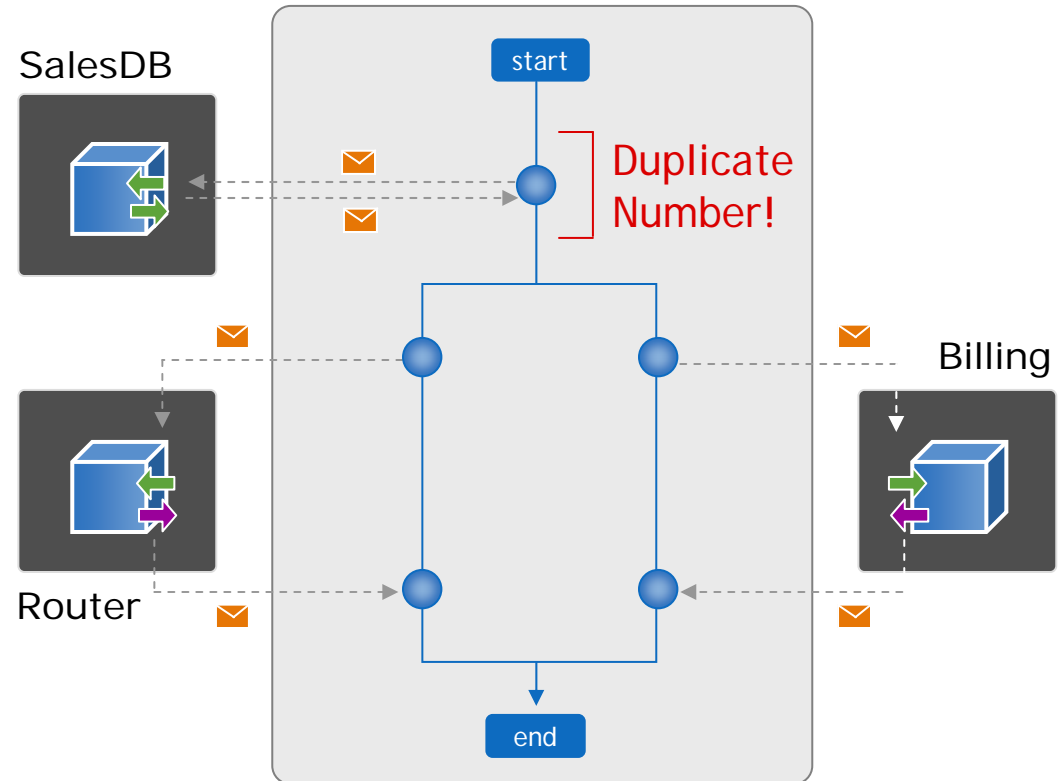 SalesDB
start
Duplicate
Number!
Billing
Router
end